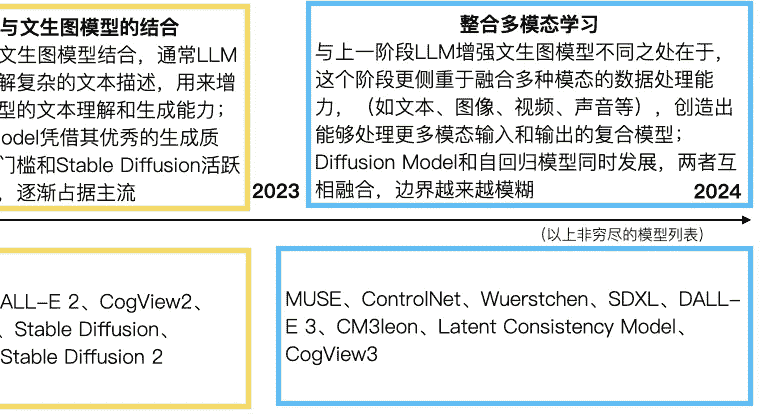 与文生图模型的结合
文生图模型结合，通常LLM
解复杂的文本描述，用来增
型的文本理解和生成能力；
odel凭借其优秀的生成质
门槛和Stable Diffusion活跃
，逐渐占据主流
2023
整合多模态学习
与上一阶段LLM增强文生图模型不同之处在于，
这个阶段更侧重于融合多种模态的数据处理能
力，（如文本、图像、视频、声音等），创造出
能够处理更多模态输入和输出的复合模型；
Diffusion Model和自回归模型同时发展，两者互
相融合，边界越来越模糊
2024
（以上非穷尽的模型列表）
ALL-E 2、CogView2、
、Stable Diffusion、
Stable Diffusion 2
MUSE、ControlNet、Wuerstchen、SDXL、DALL-
E 3、CM3leon、Latent Consistency Model、
CogView3